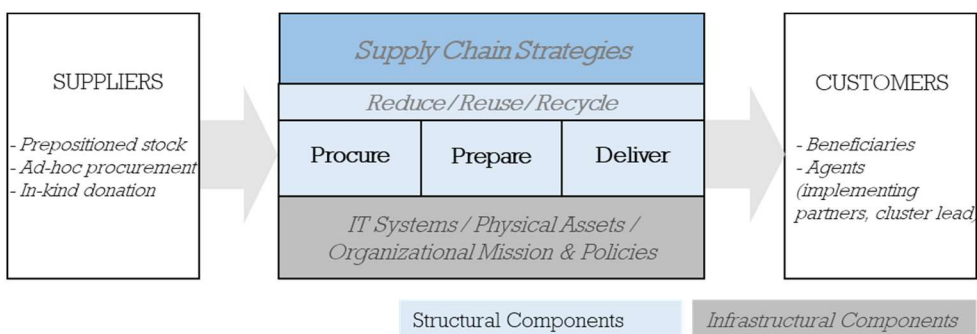 SUPPLIERS
- Prepositioned stock
- Ad-hoc procurement
- In-kind donation
Supply Chain Strategies
Reduce/Reuse/Recycle
Procure
Prepare
Deliver
IT Systems / Physical Assets /
Organizational Mission & Policies
CUSTOMERS
- Beneficiaries
- Agents
(implementing
partners, cluster lead)
Structural Components
Infrastructural Components